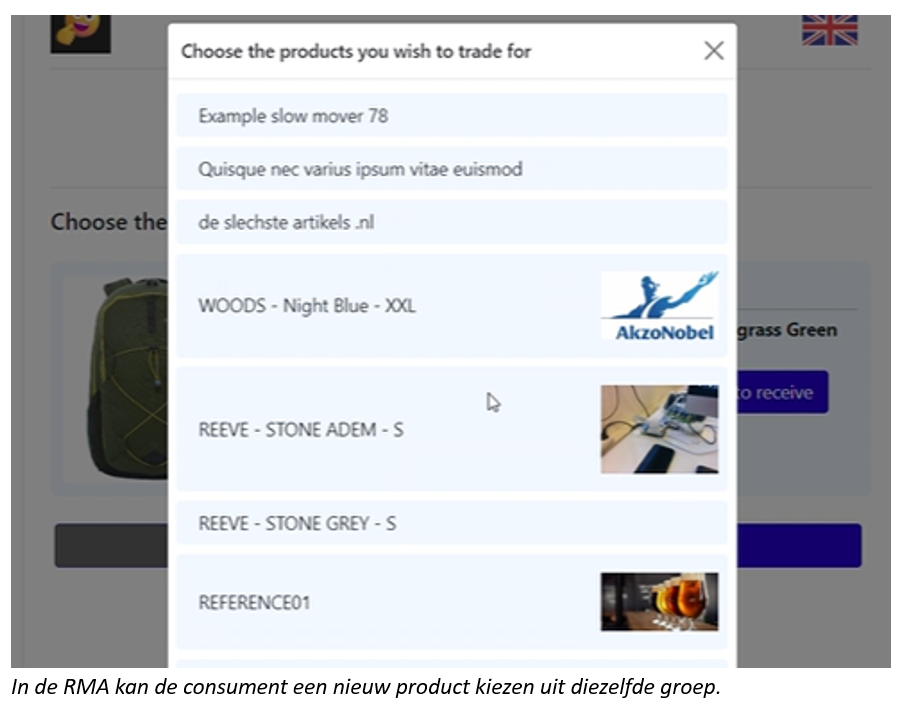 Choose the products you wish to trade for
Example slow mover 78
Quisque nec varius ipsum vitae euismod
de slechste artikels .nl
Choose the
WOODS - Night Blue - XXL
AkzoNobel
grass Green
to receive
REEVE - STONE ADEM - S
REEVE - STONE GREY - S
REFERENCE01
In de RMA kan de consument een nieuw product kiezen uit diezelfde groep.